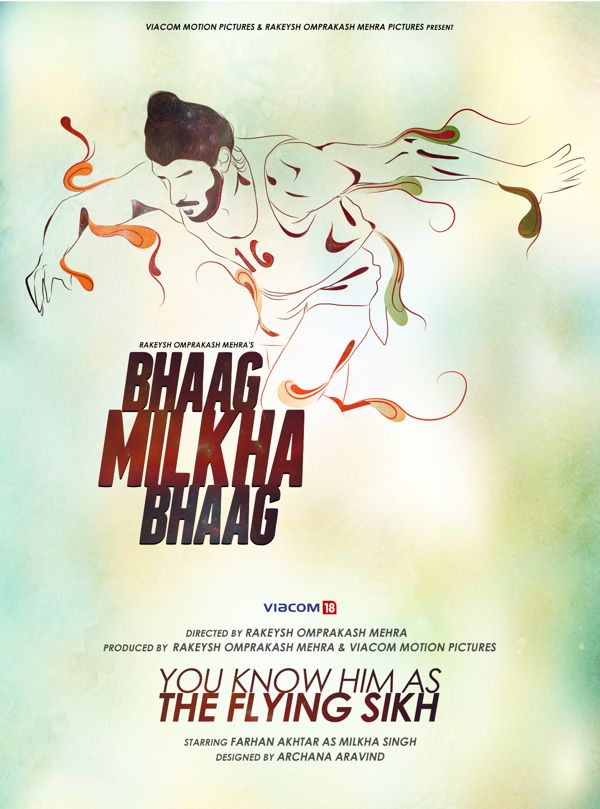 VIACOM MOTION PICTURES & RAKEYSH OMPRAKASH MEHRA PICTURES PRESENT
16
RAKEYSH OMPRAKASH MEHRA'S
BHAAG
MILKHA
BHAAG
VIACOM 18
DIRECTED BY RAKEYSH OMPRAKASH MEHRA
PRODUCED BY RAKEYSH OMPRAKASH MEHRA & VIACOM MOTION PICTURES
YOU KNOW HIM AS
THE FLYING SIKH
STARRING FARHAN AKHTAR AS MILKHA SINGH
DESIGNED BY ARCHANA ARAVIND